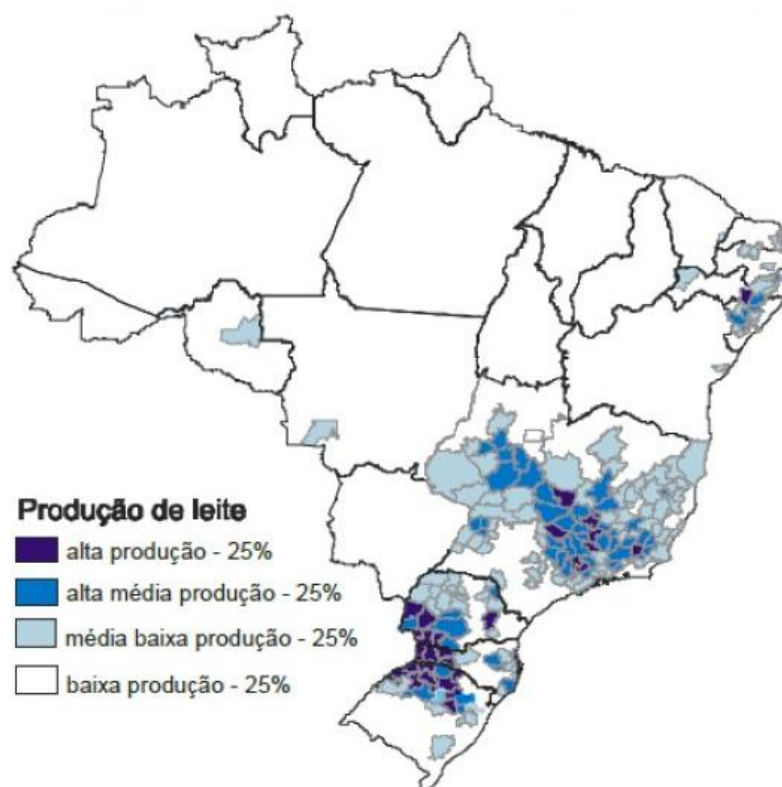 Produção de leite
alta produção - 25%
alta média produção - 25%
média baixa produção - 25%
baixa produção - 25%